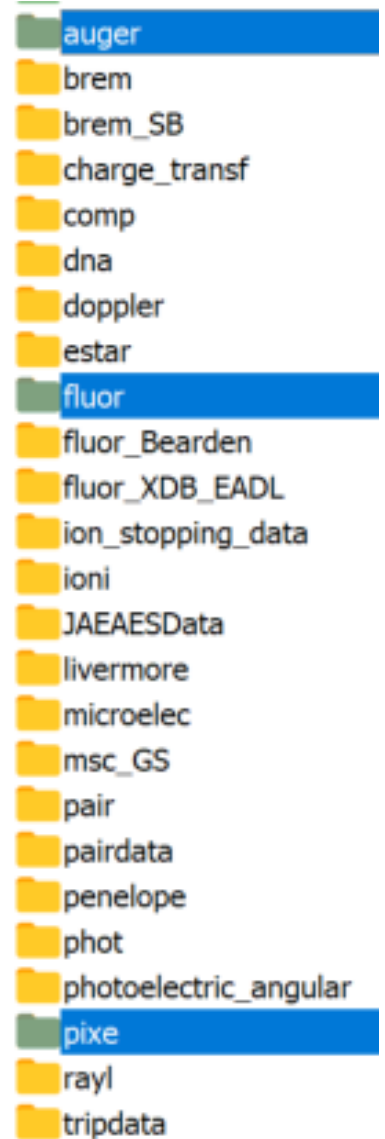 auger
brem
brem_SB
charge_transf
comp
dna
doppler
estar
fluor
fluor_Bearden
fluor_XDB_EADL
ion_stopping_data
ioni
JAEAESData
livermore
microelec
msc_GS
pair
pairdata
penelope
phot
photoelectric_angular
pixe
rayl
tripdata